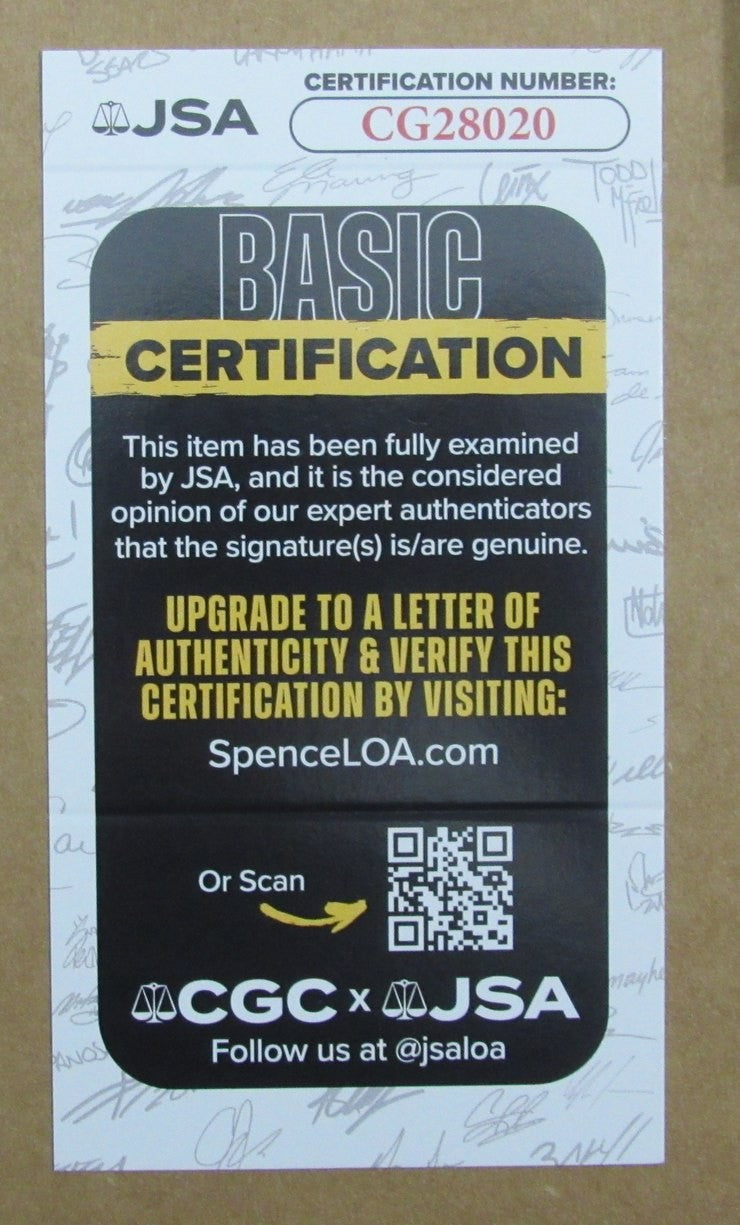 JSA
CERTIFICATION NUMBER:
CG28020
BASIC
CERTIFICATION
This item has been fully examined
by JSA, and it is the considered
opinion of our expert authenticators
that the signature(s) is/are genuine.
UPGRADE TO A LETTER OF
AUTHENTICITY & VERIFY THIS
CERTIFICATION BY VISITING:
SpenceLOA.com
Or Scan
CGC x JSA
Follow us at @jsaloa